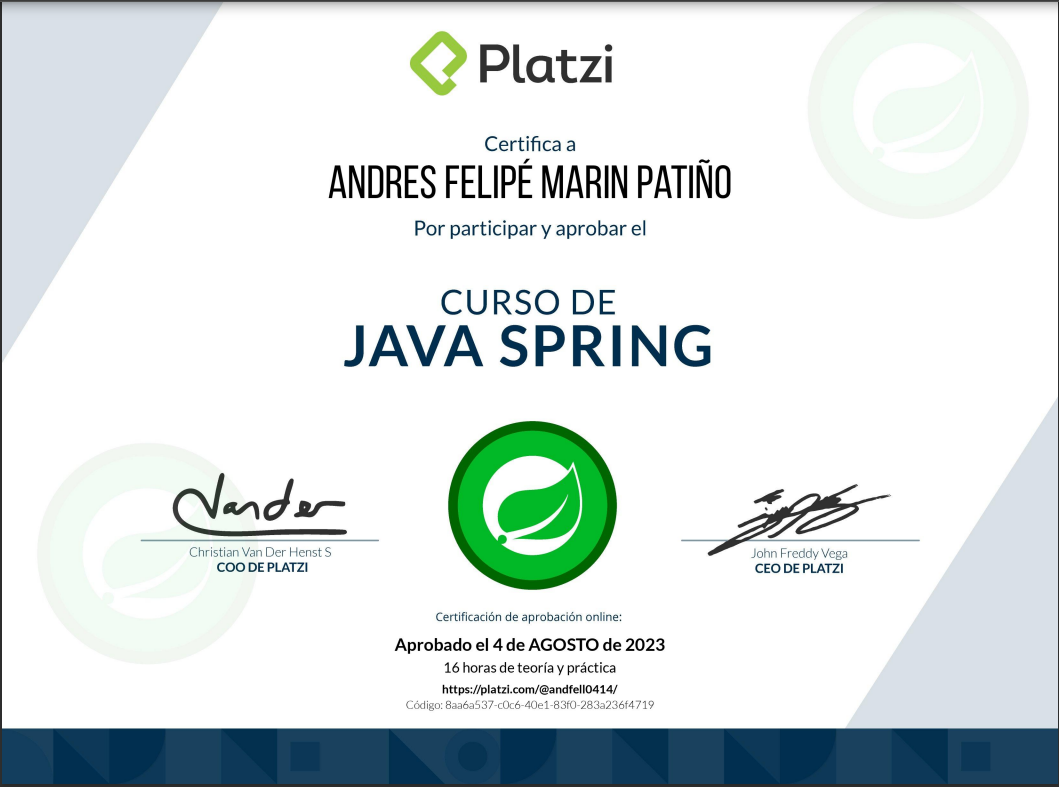 Platzi
Certifica a
ANDRES FELIPÉ MARIN PATIÑO
Por participar y aprobar el
CURSO DE
JAVA SPRING
Vander
Christian Van Der Henst S
COO DE PLATZI
John Freddy Vega
CEO DE PLATZI
Certificación de aprobación online:
Aprobado el 4 de AGOSTO de 2023
16 horas de teoría y práctica
https://platzi.com/@andfell0414/
Código: 8aa6a537-c0c6-40e1-83f0-283a236f4719